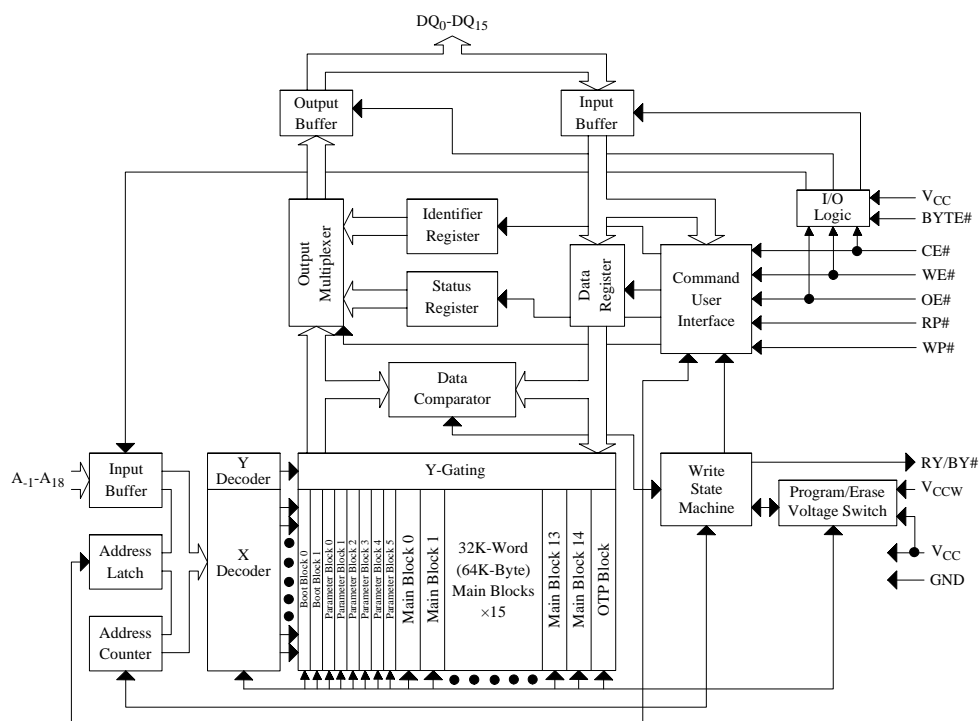 DQ0-DQ15
Output
Buffer
Input
Buffer
I/O
Logic
VCC
BYTE#
CE#
WE#
OE#
RP#
WP#
Output
Multiplexer
Identifier
Register
Status
Register
Data
Register
Command
User
Interface
Data
Comparator
A-1-A18
Input
Buffer
Y
Decoder
Y-Gating
Write
State
Machine
RY/BY#
Program/Erase
Voltage Switch
VCCW
VCC
GND
Address
Latch
X
Decoder
Address
Counter
Boot Block 0
Boot Block 1
Parameter Block 0
Parameter Block 1
Parameter Block 2
Parameter Block 3
Parameter Block 4
Parameter Block 5
Main Block 0
Main Block 1
32K-Word
(64K-Byte)
Main Blocks
×15
Main Block 13
Main Block 14
OTP Block